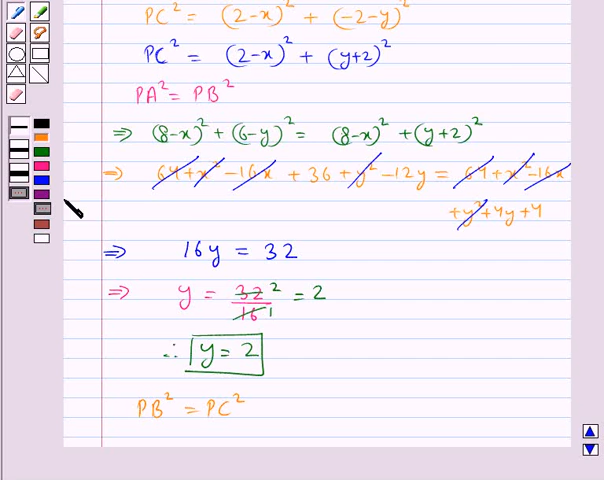 PC² = (2-x)² + (-2-y)²
PC² = (2-x)² + (y+2)²
PA² = PB²
⇒ (8-x)² + (6-y)² = (8-x)² + (y+2)²
⇒ 64 + x² - 16x + 36 + y² - 12y = 64 + x² - 16x
+ y² + 4y + 4
⇒ 16y = 32
⇒ y = 32/16 2/1 = 2
∴ y = 2
PB² = PC²